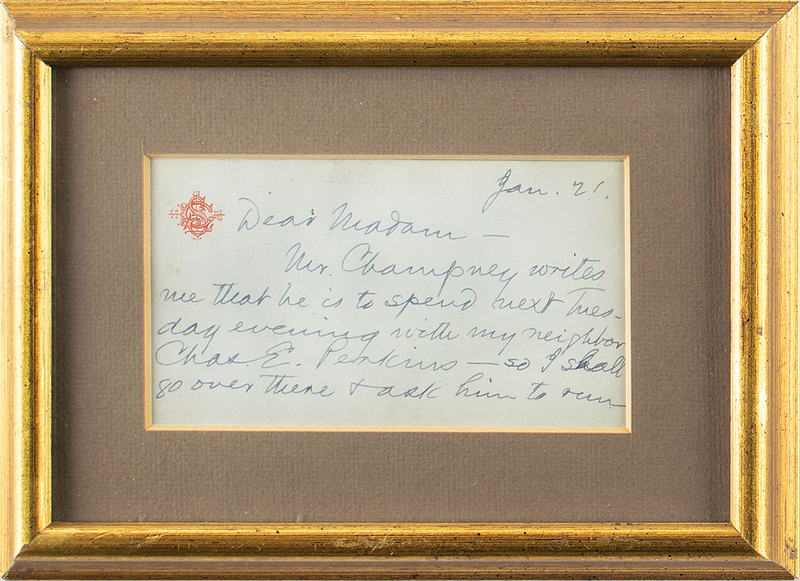 Jan. 21.
Dear Madam —
Mr. Champney writes
me that he is to spend next Tues-
day evening with my neighbor
Chas. E. Perkins — so I shall
go over there & ask him to run